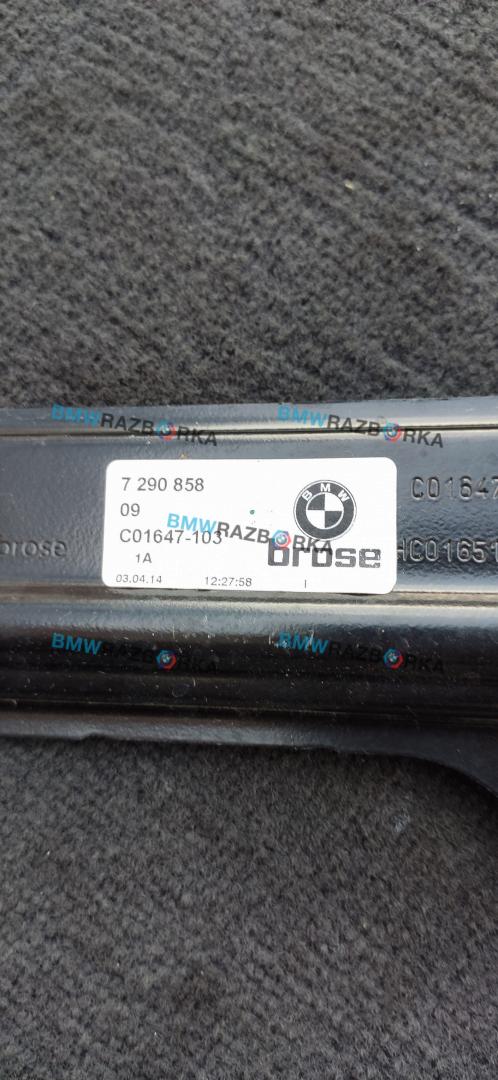 BMWRAZBORKA BMWRAZBORKA
7 290 858
BMW
C01647
09
BMWRAZBORKA
C01647-103
brose
brose
HC01651
1A
03.04.14 12:27:58 I
BMWRAZBORKA BMWRAZBORKA